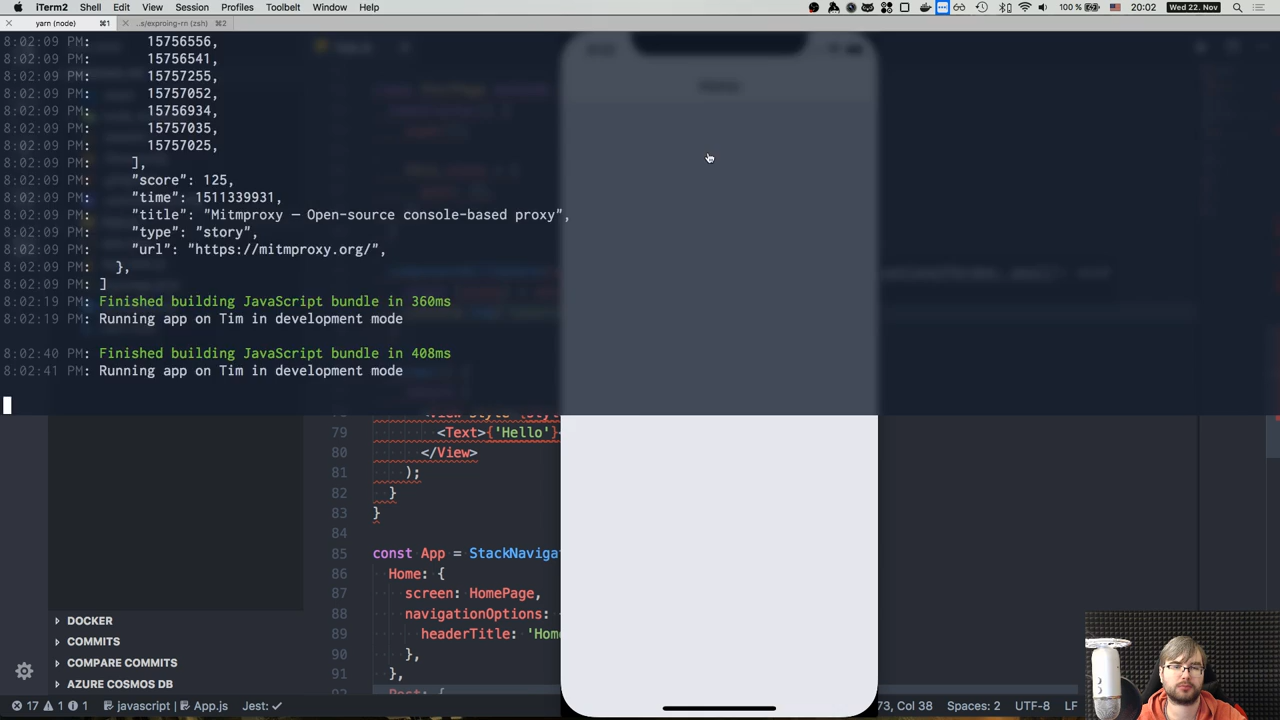 iTerm2 Shell Edit View Session Profiles Toolbelt Window Help 100 % 20:02 Wed 22. Nov
yarn (node) ⌘1 ..s/exproing-rn (zsh) ⌘2
8:02:09 PM: 15756556,
8:02:09 PM: 15756541,
8:02:09 PM: 15757255,
8:02:09 PM: 15757052,
8:02:09 PM: 15756934,
8:02:09 PM: 15757035,
8:02:09 PM: 15757025,
8:02:09 PM: ],
8:02:09 PM: "score": 125,
8:02:09 PM: "time": 1511339931,
8:02:09 PM: "title": "Mitmproxy – Open-source console-based proxy",
8:02:09 PM: "type": "story",
8:02:09 PM: "url": "https://mitmproxy.org/",
8:02:09 PM: },
8:02:09 PM: ]
8:02:19 PM: Finished building JavaScript bundle in 360ms
8:02:19 PM: Running app on Tim in development mode
8:02:40 PM: Finished building JavaScript bundle in 408ms
8:02:41 PM: Running app on Tim in development mode
79 <Text>{'Hello'}
80 </View>
81 );
82 }
83 }
84
85 const App = StackNaviga
86 Home: {
87 screen: HomePage,
88 navigationOptions:
89 headerTitle: 'Hom
90 },
91 },
DOCKER
COMMITS
COMPARE COMMITS
AZURE COSMOS DB
17 1 1 javascript App.js Jest: ✓ 73, Col 38 Spaces: 2 UTF-8 LF